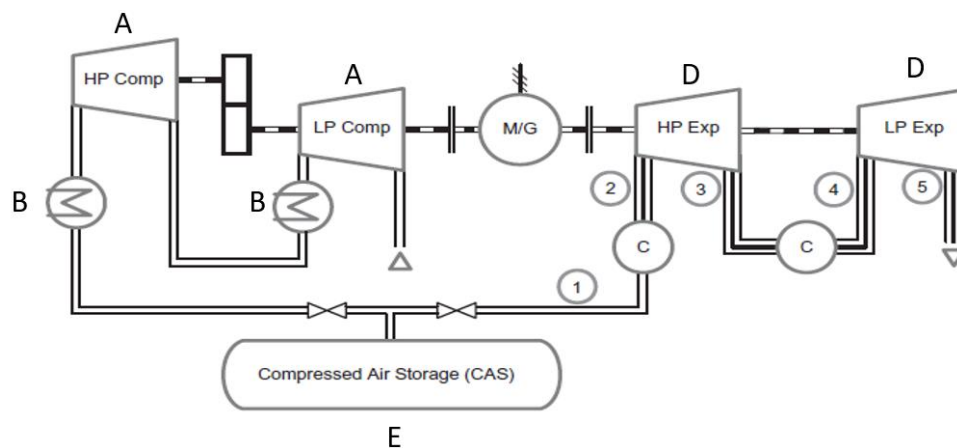 A
HP Comp
A
LP Comp
M/G
D
HP Exp
D
LP Exp
B
B
2
3
4
5
C
C
1
Compressed Air Storage (CAS)
E